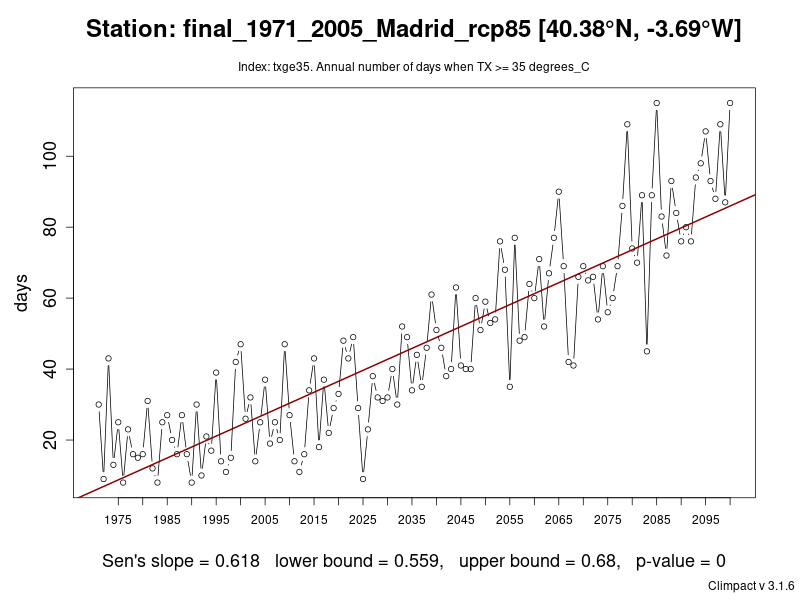 Station: final_1971_2005_Madrid_rcp85 [40.38°N, -3.69°W]
Index: txge35. Annual number of days when TX >= 35 degrees_C
days
100
80
60
40
20
1975 1985 1995 2005 2015 2025 2035 2045 2055 2065 2075 2085 2095
Sen's slope = 0.618 lower bound = 0.559, upper bound = 0.68, p-value = 0
Climpact v 3.1.6